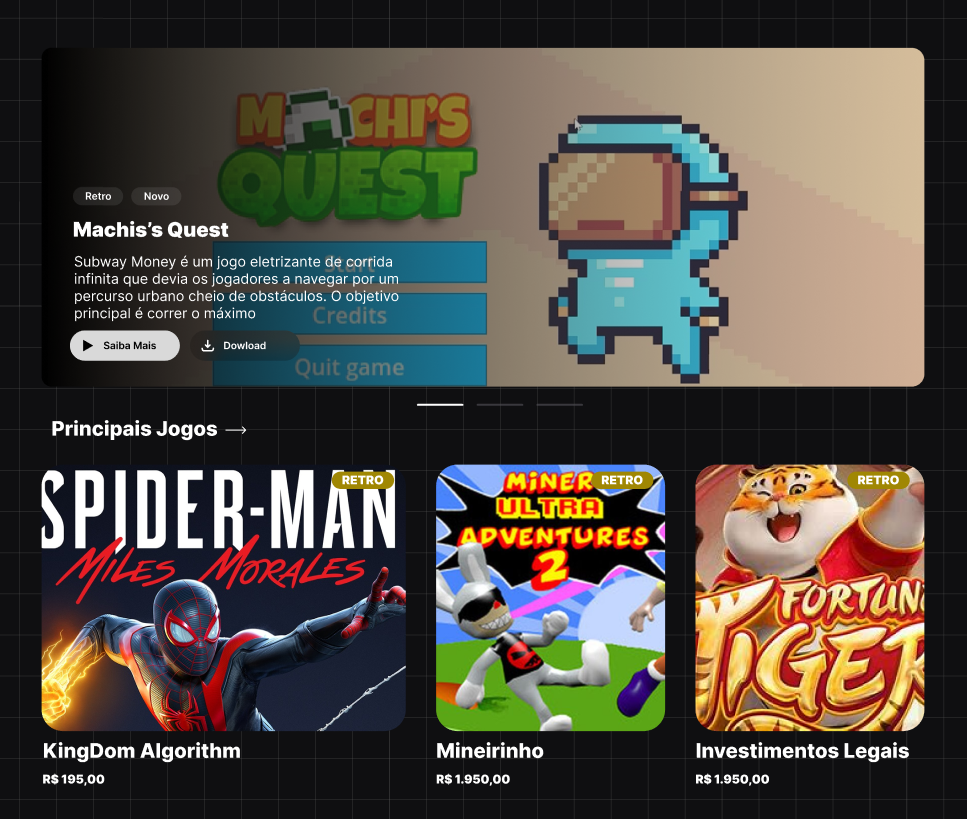 MACHI'S
QUEST
Retro
Novo
Machis's Quest
Start
Subway Money é um jogo eletrizante de corrida
infinita que devia os jogadores a navegar por um
percurso urbano cheio de obstáculos. O objetivo
principal é correr o máximo
Credits
Saiba Mais
Dowload
Quit game
Principais Jogos
SPIDER-MAN
MILES MORALES
RETRO
KingDom Algorithm
R$ 195,00
MINER
ULTRA
ADVENTURES
2
RETRO
Mineirinho
R$ 1.950,00
RETRO
FORTUN
TIGER
Investimentos Legais
R$ 1.950,00